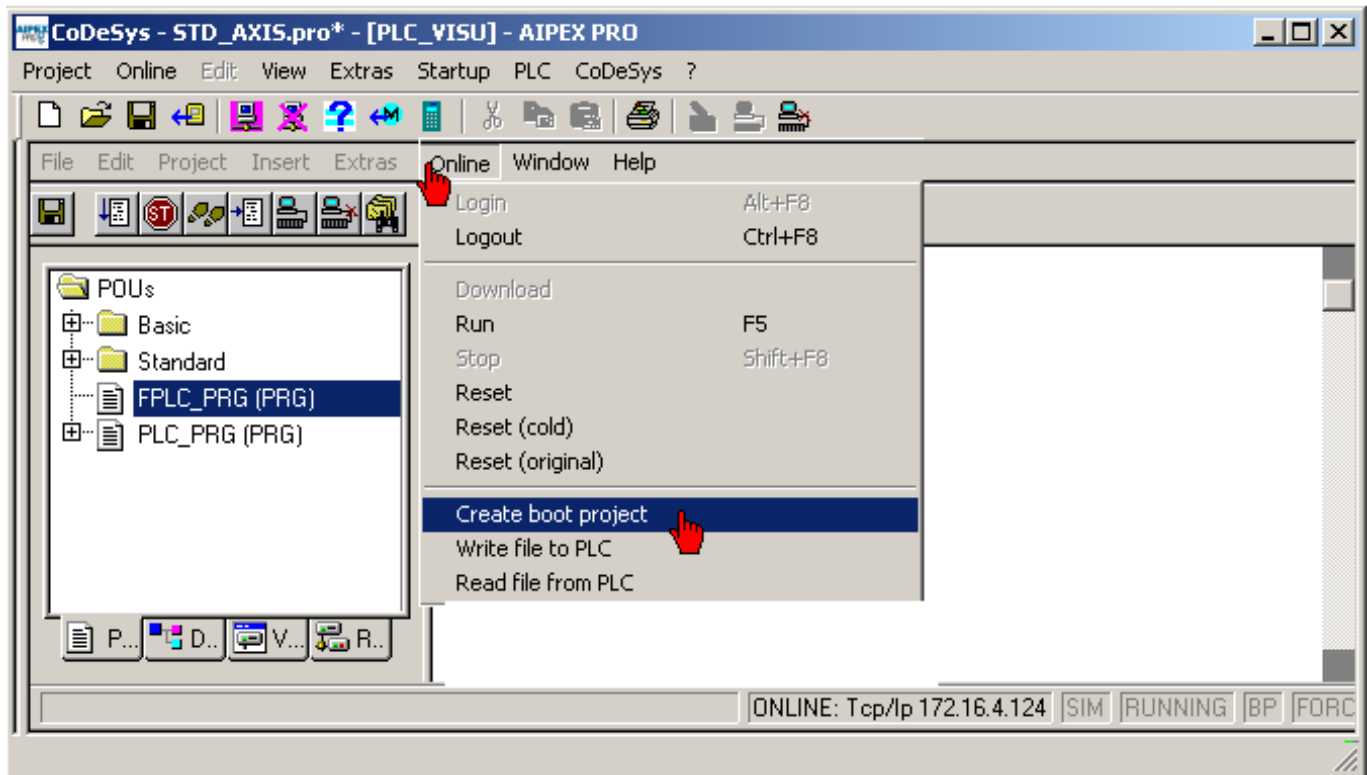 CoDeSys - STD_AXIS.pro* - [PLC_VISU] - AIPEX PRO
Project Online Edit View Extras Startup PLC CoDeSys ?
File Edit Project Insert Extras Online Window Help
Login Alt+F8
Logout Ctrl+F8
Download
Run F5
Stop Shift+F8
Reset
Reset (cold)
Reset (original)
Create boot project
Write file to PLC
Read file from PLC
POUs
Basic
Standard
FPLC_PRG (PRG)
PLC_PRG (PRG)
P... D.. V... R..
ONLINE: Tcp/Ip 172.16.4.124 SIM RUNNING BP FORC